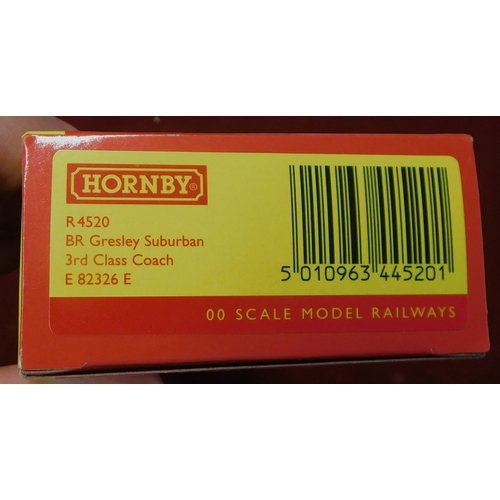 HORNBY®
R4520
BR Gresley Suburban
3rd Class Coach
E 82326 E
5 010963 445201
00 SCALE MODEL RAILWAYS